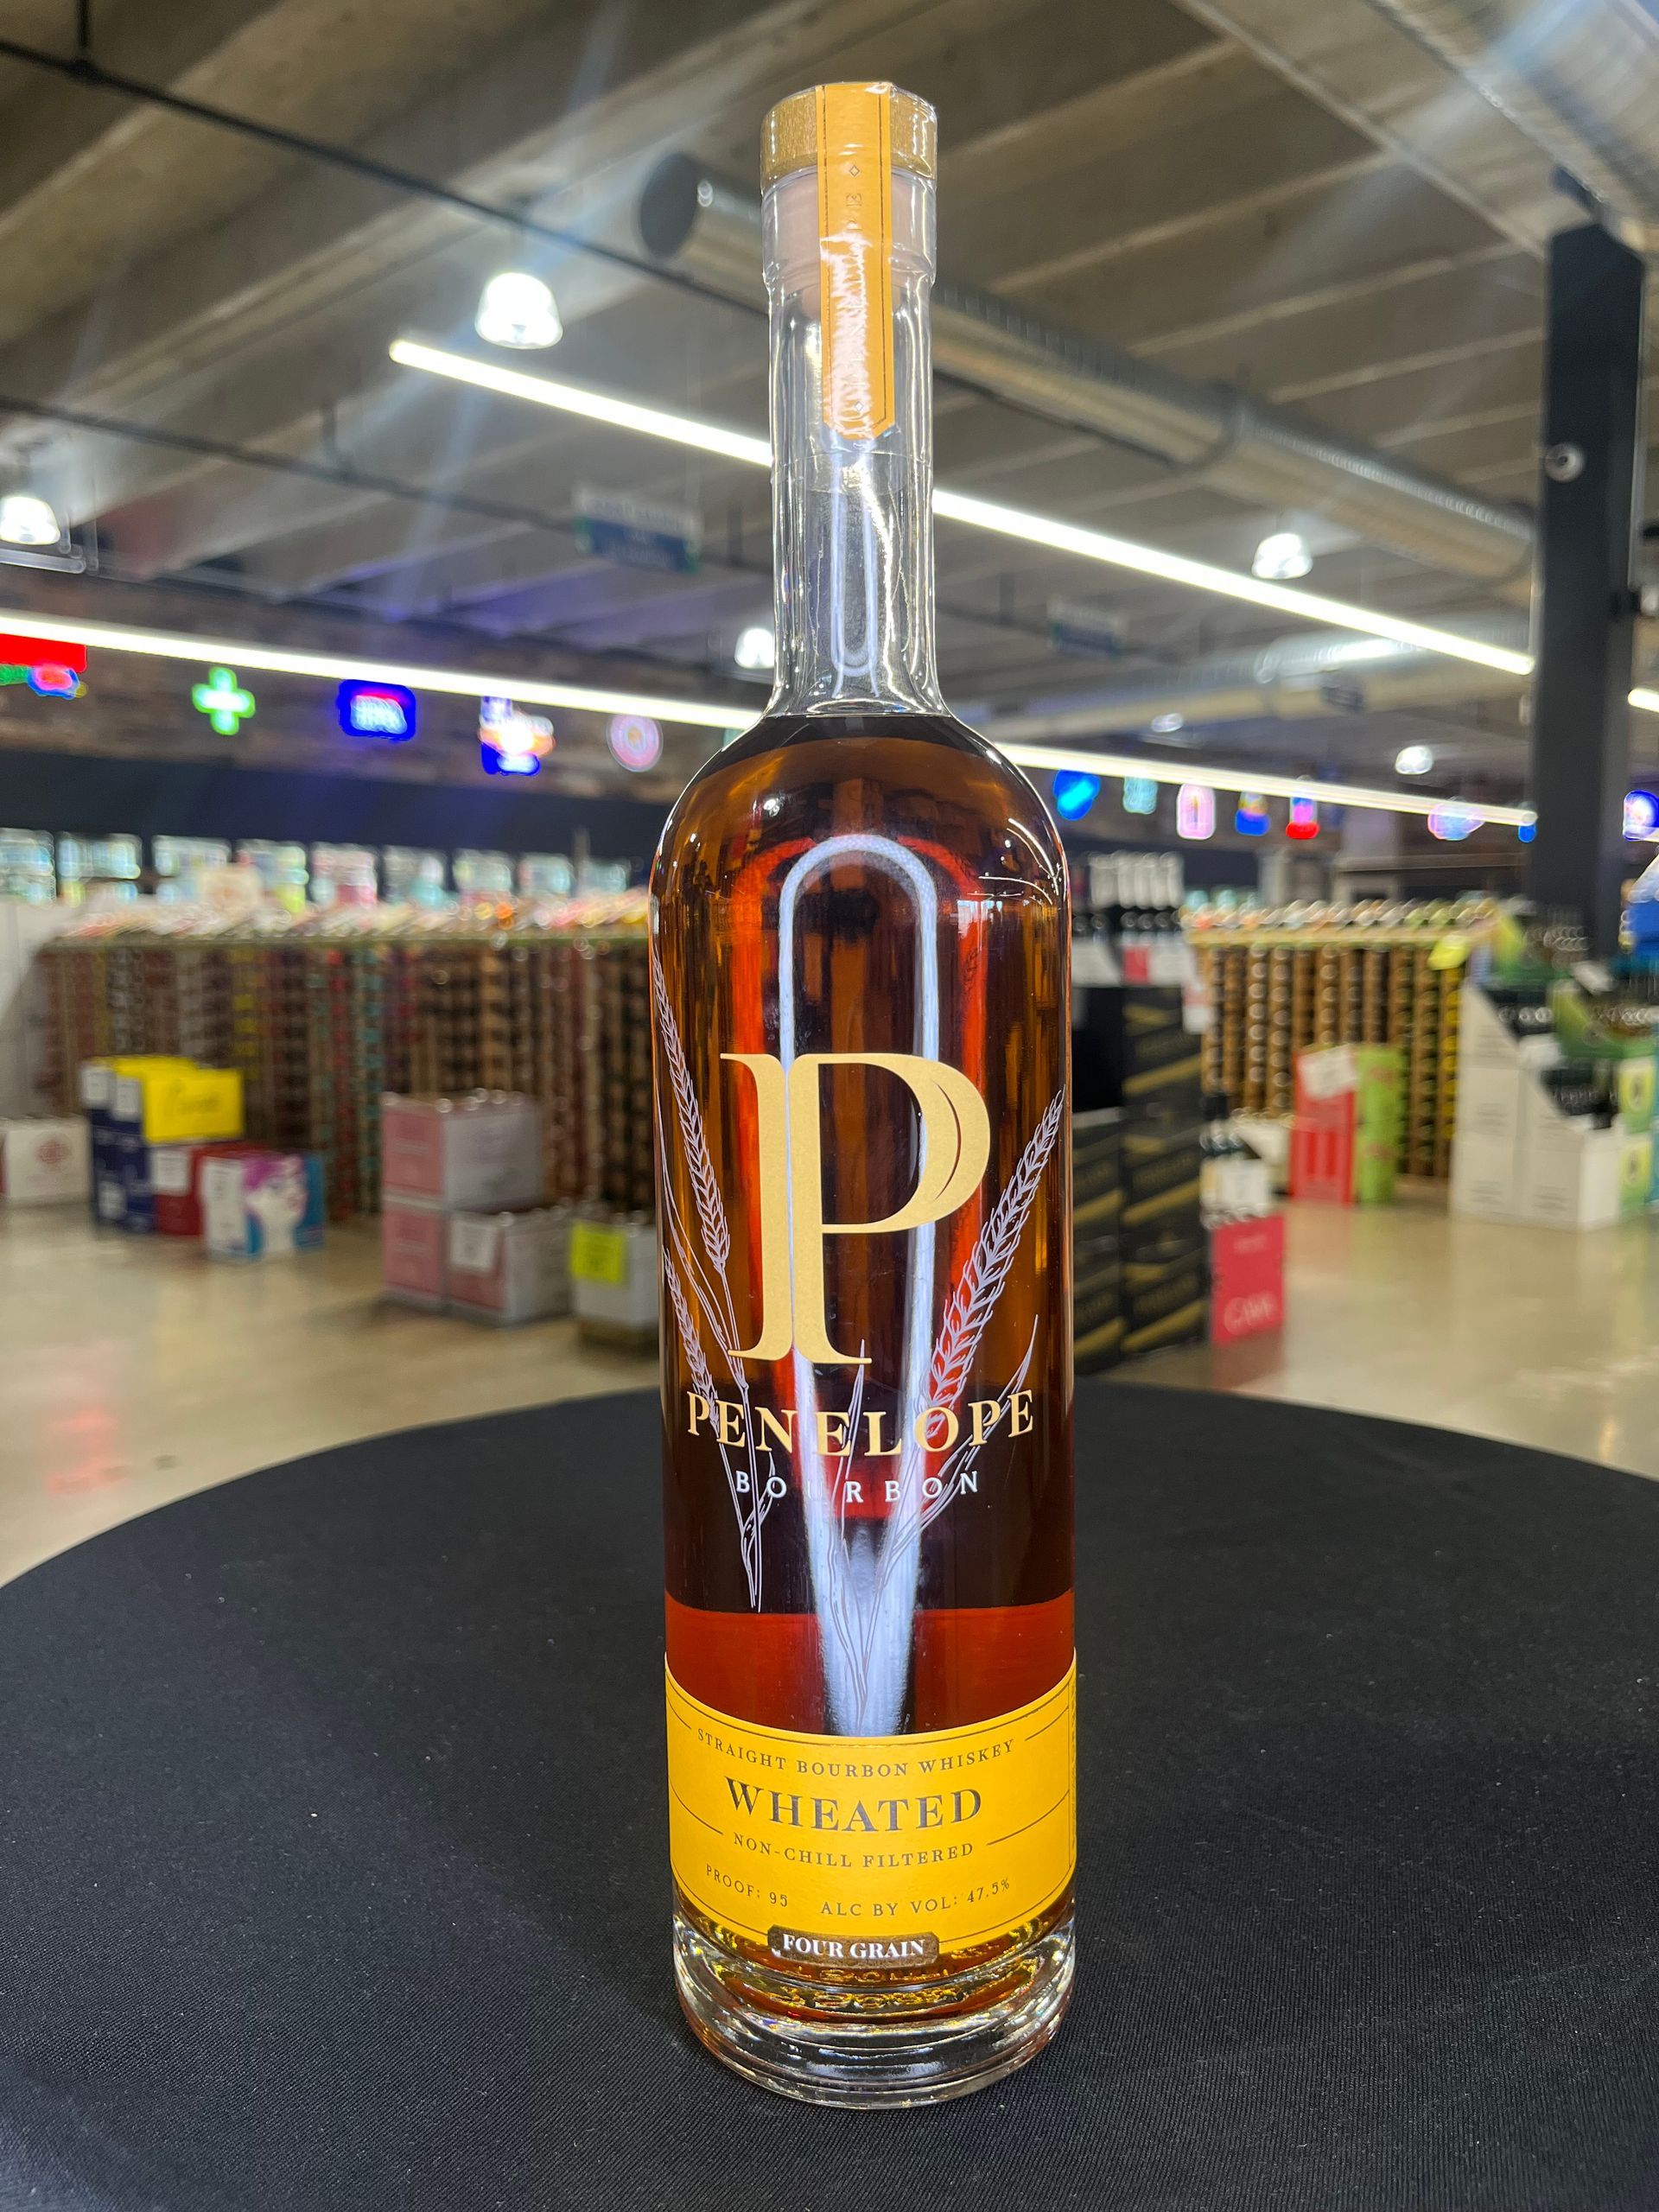 P
PENELOPE
BOURBON
STRAIGHT BOURBON WHISKEY
WHEATED
NON-CHILL FILTERED
PROOF: 95 ALC BY VOL: 47.5%
FOUR GRAIN